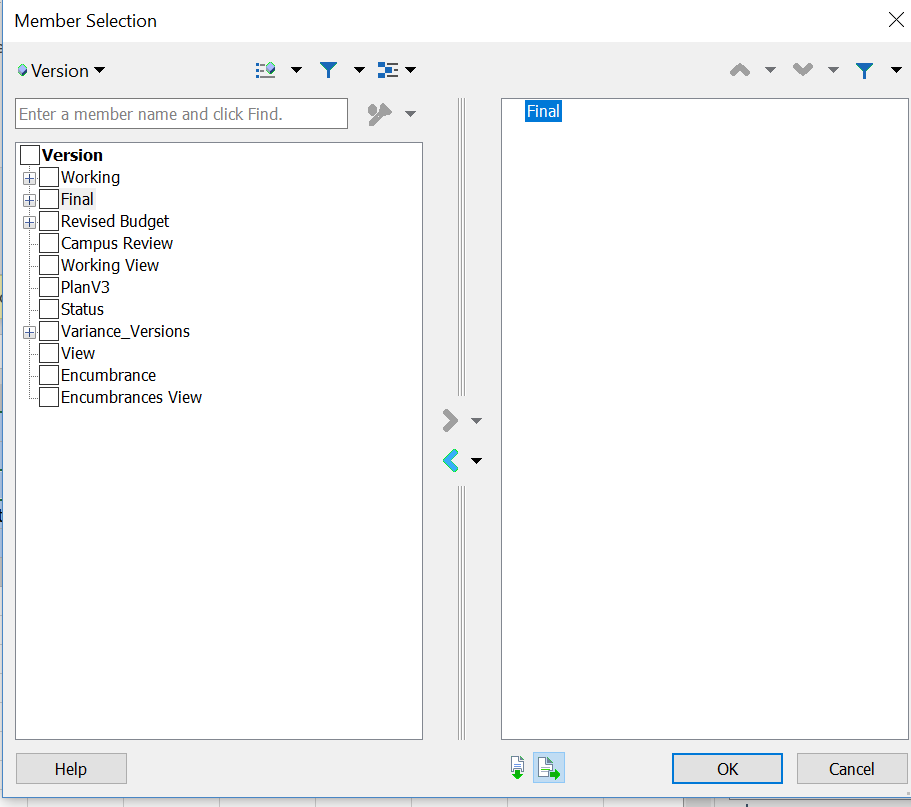 Member Selection
Version
Enter a member name and click Find.
Version
Working
Final
Revised Budget
Campus Review
Working View
PlanV3
Status
Variance_Versions
View
Encumbrance
Encumbrances View
Final
Help
OK
Cancel